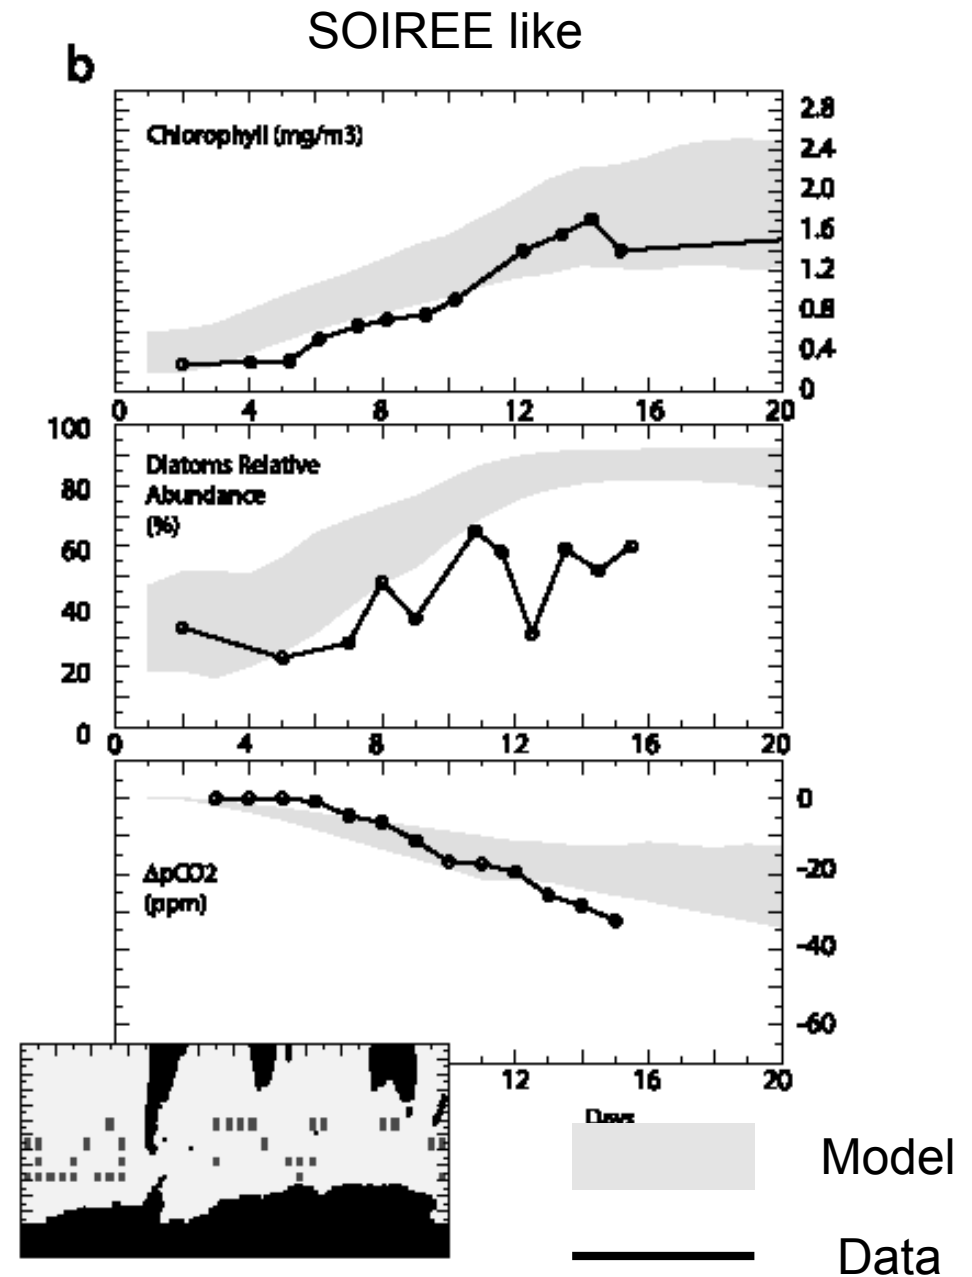 SOIREE like
b
Chlorophyll (mg/m3)
2.8
2.4
2.0
1.6
1.2
0.8
0.4
0
0 4 8 12 16 20
100
80
60
40
20
0
Diatoms Relative
Abundance
(%)
0 4 8 12 16 20
ΔpCO2
(ppm)
0
-20
-40
-60
12 16 20
Days
Model
Data